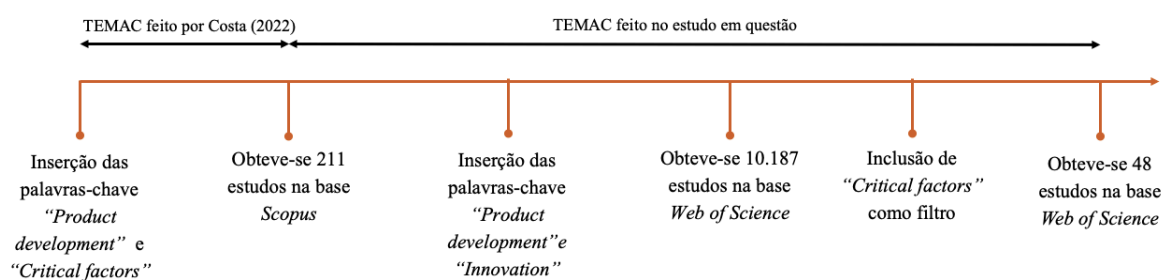 TEMAC feito por Costa (2022)
TEMAC feito no estudo em questão
Inserção das
palavras-chave
“Product
development” e
“Critical factors”
Obteve-se 211
estudos na base
Scopus
Inserção das
palavras-chave
“Product
development”e
“Innovation”
Obteve-se 10.187
estudos na base
Web of Science
Inclusão de
“Critical factors”
como filtro
Obteve-se 48
estudos na base
Web of Science